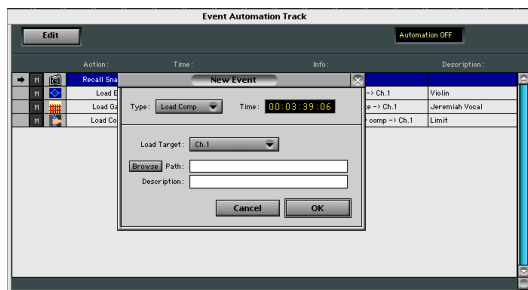 Event Automation Track
Edit
Automation OFF
Action: Time: Info: Description:
M Recall Sna
M Load E -> Ch.1 Violin
M Load Ga -> Ch.1 Jeremiah Vocal
M Load Co comp -> Ch.1 Limit
New Event
Type: Load Comp Time: 00:03:39:06
Load Target: Ch.1
Browse Path:
Description:
Cancel OK